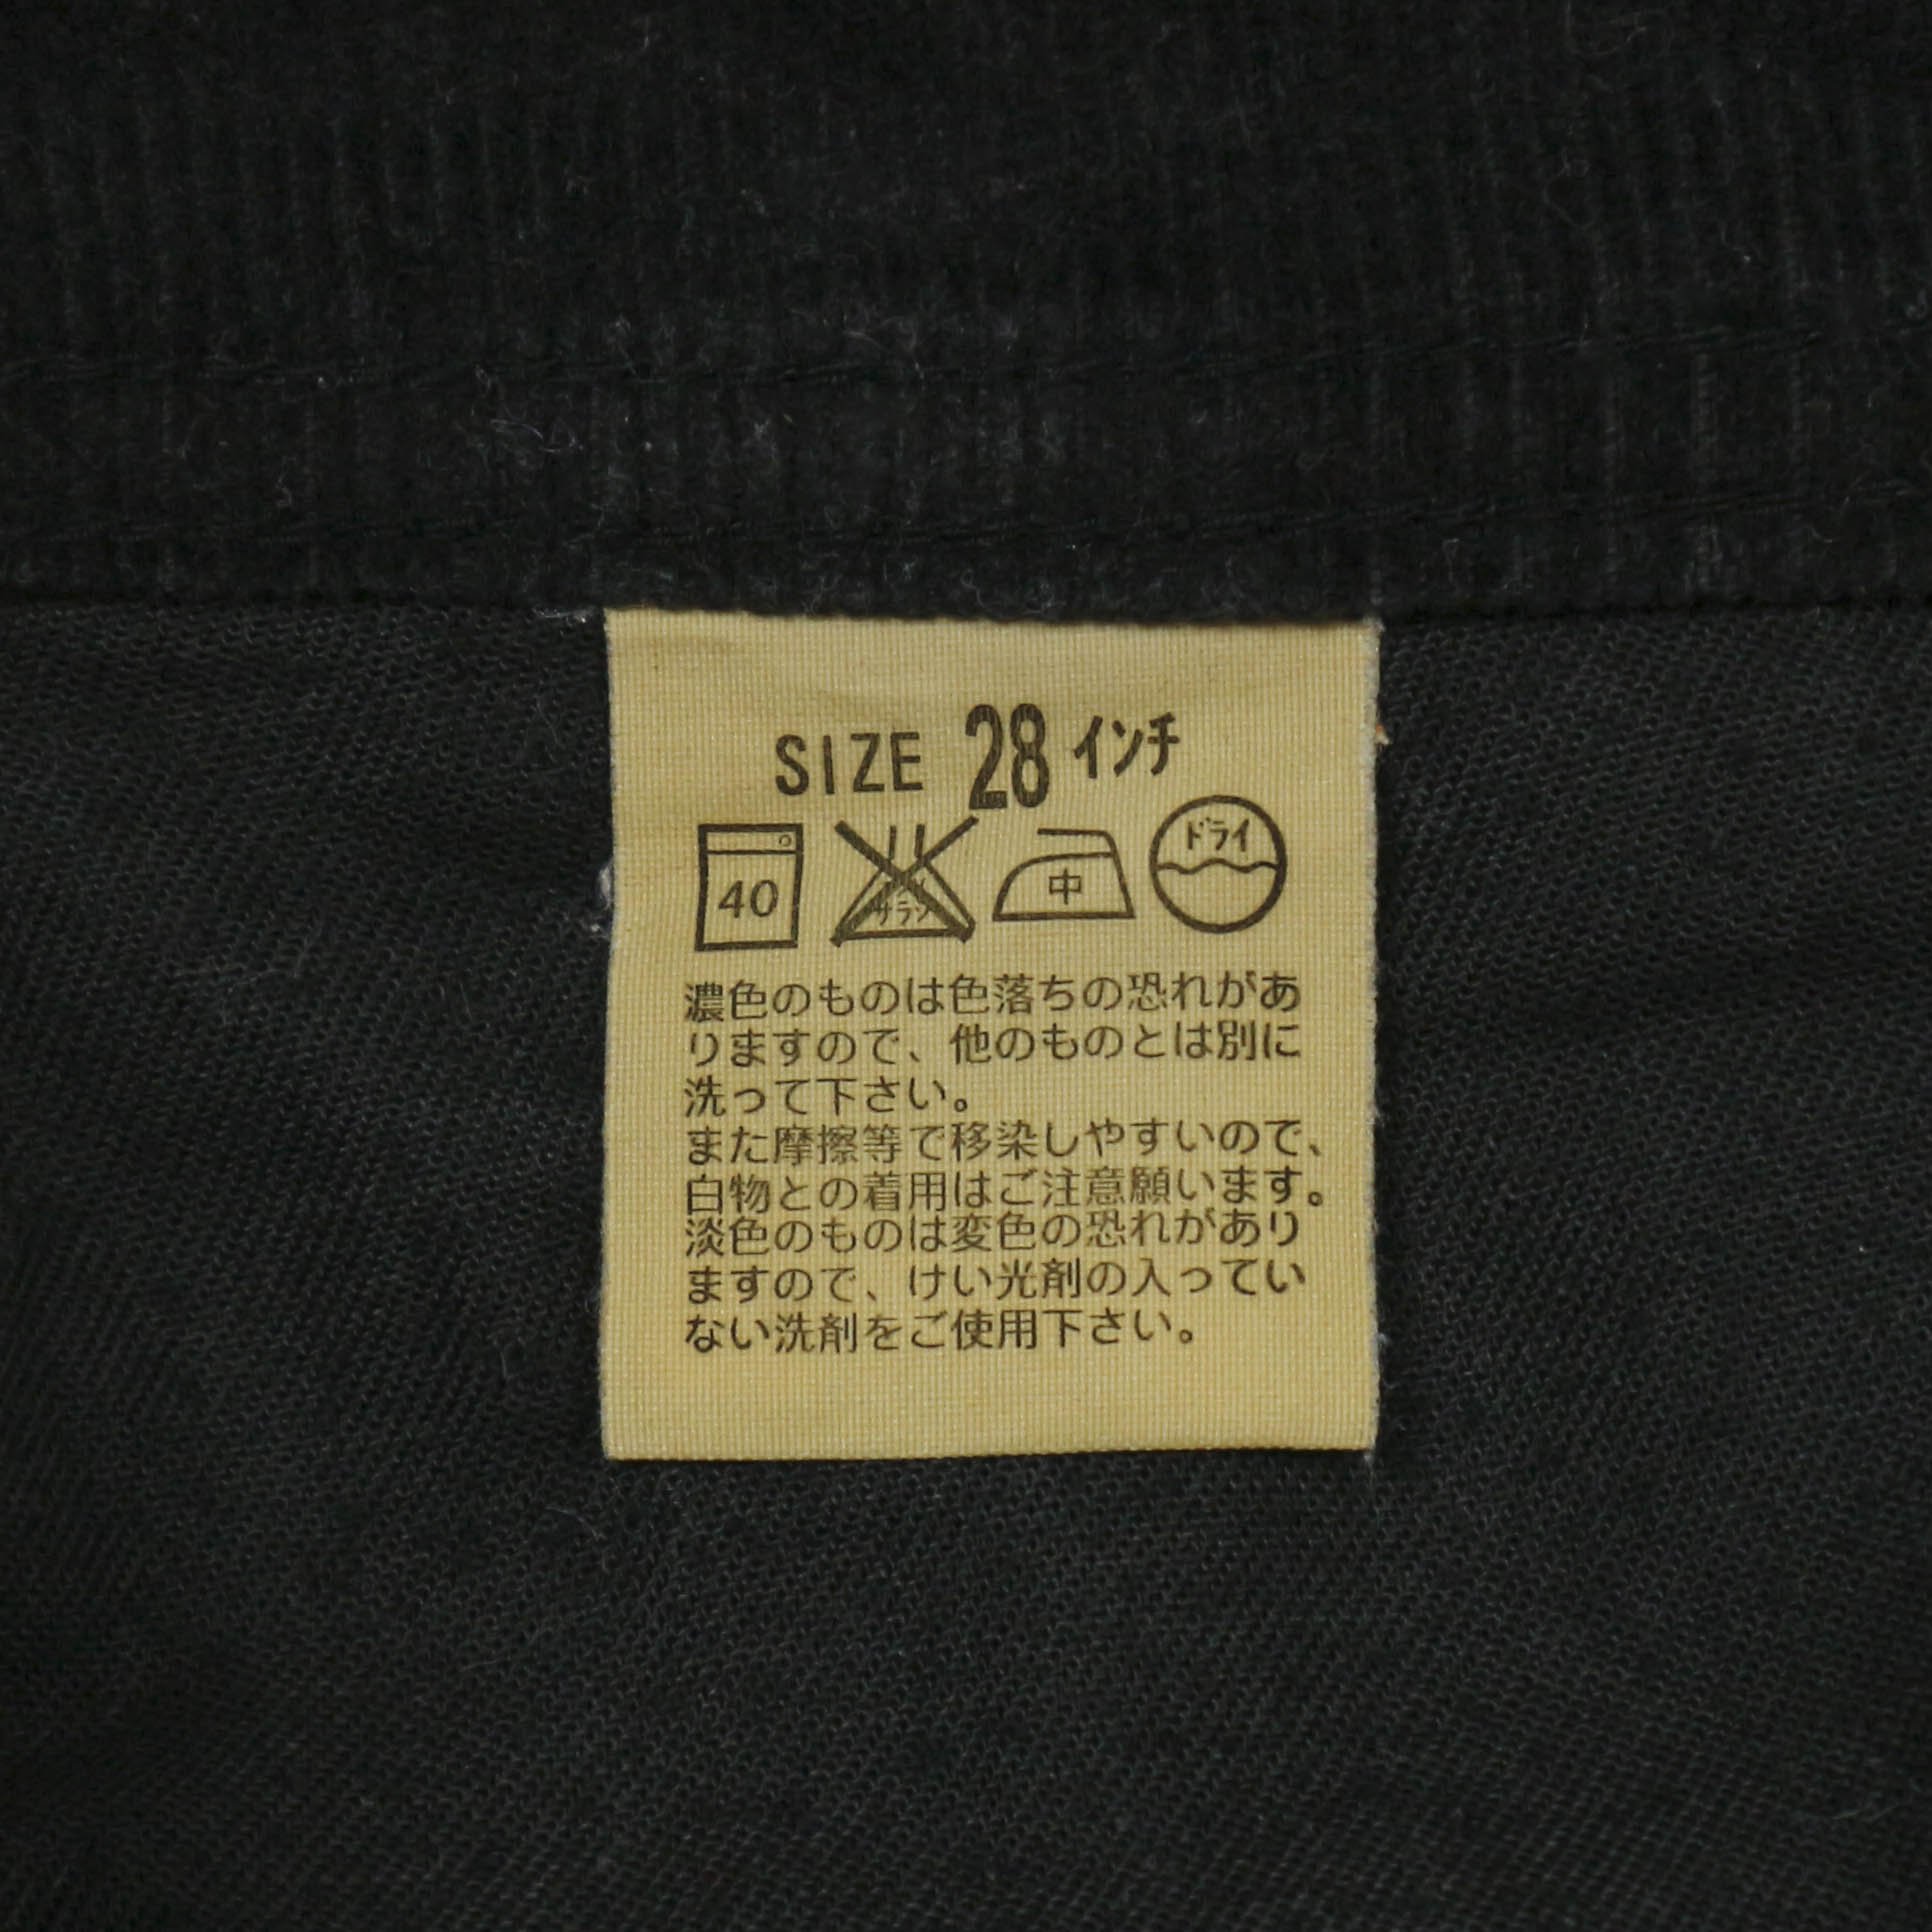 SIZE 28 インチ
40 サラシ 中 ドライ
濃色のものは色落ちの恐れがあ
りますので、他のものとは別に
洗って下さい。
また摩擦等で移染しやすいので、
白物との着用はご注意願います。
淡色のものは変色の恐れがあり
ますので、けい光剤の入ってい
ない洗剤をご使用下さい。